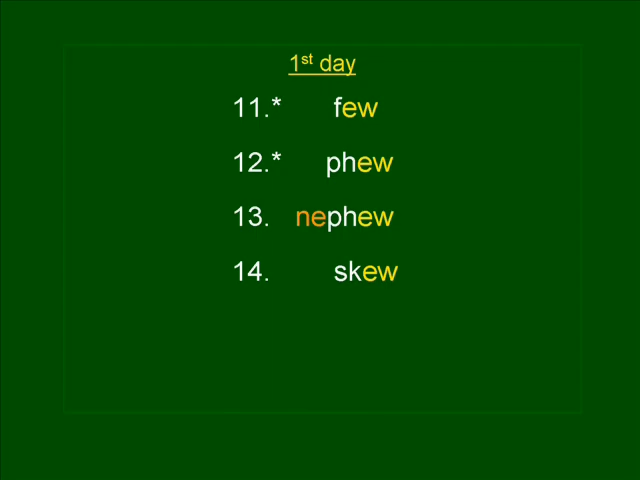 1st day
11.* few
12.* phew
13. nephew
14. skew